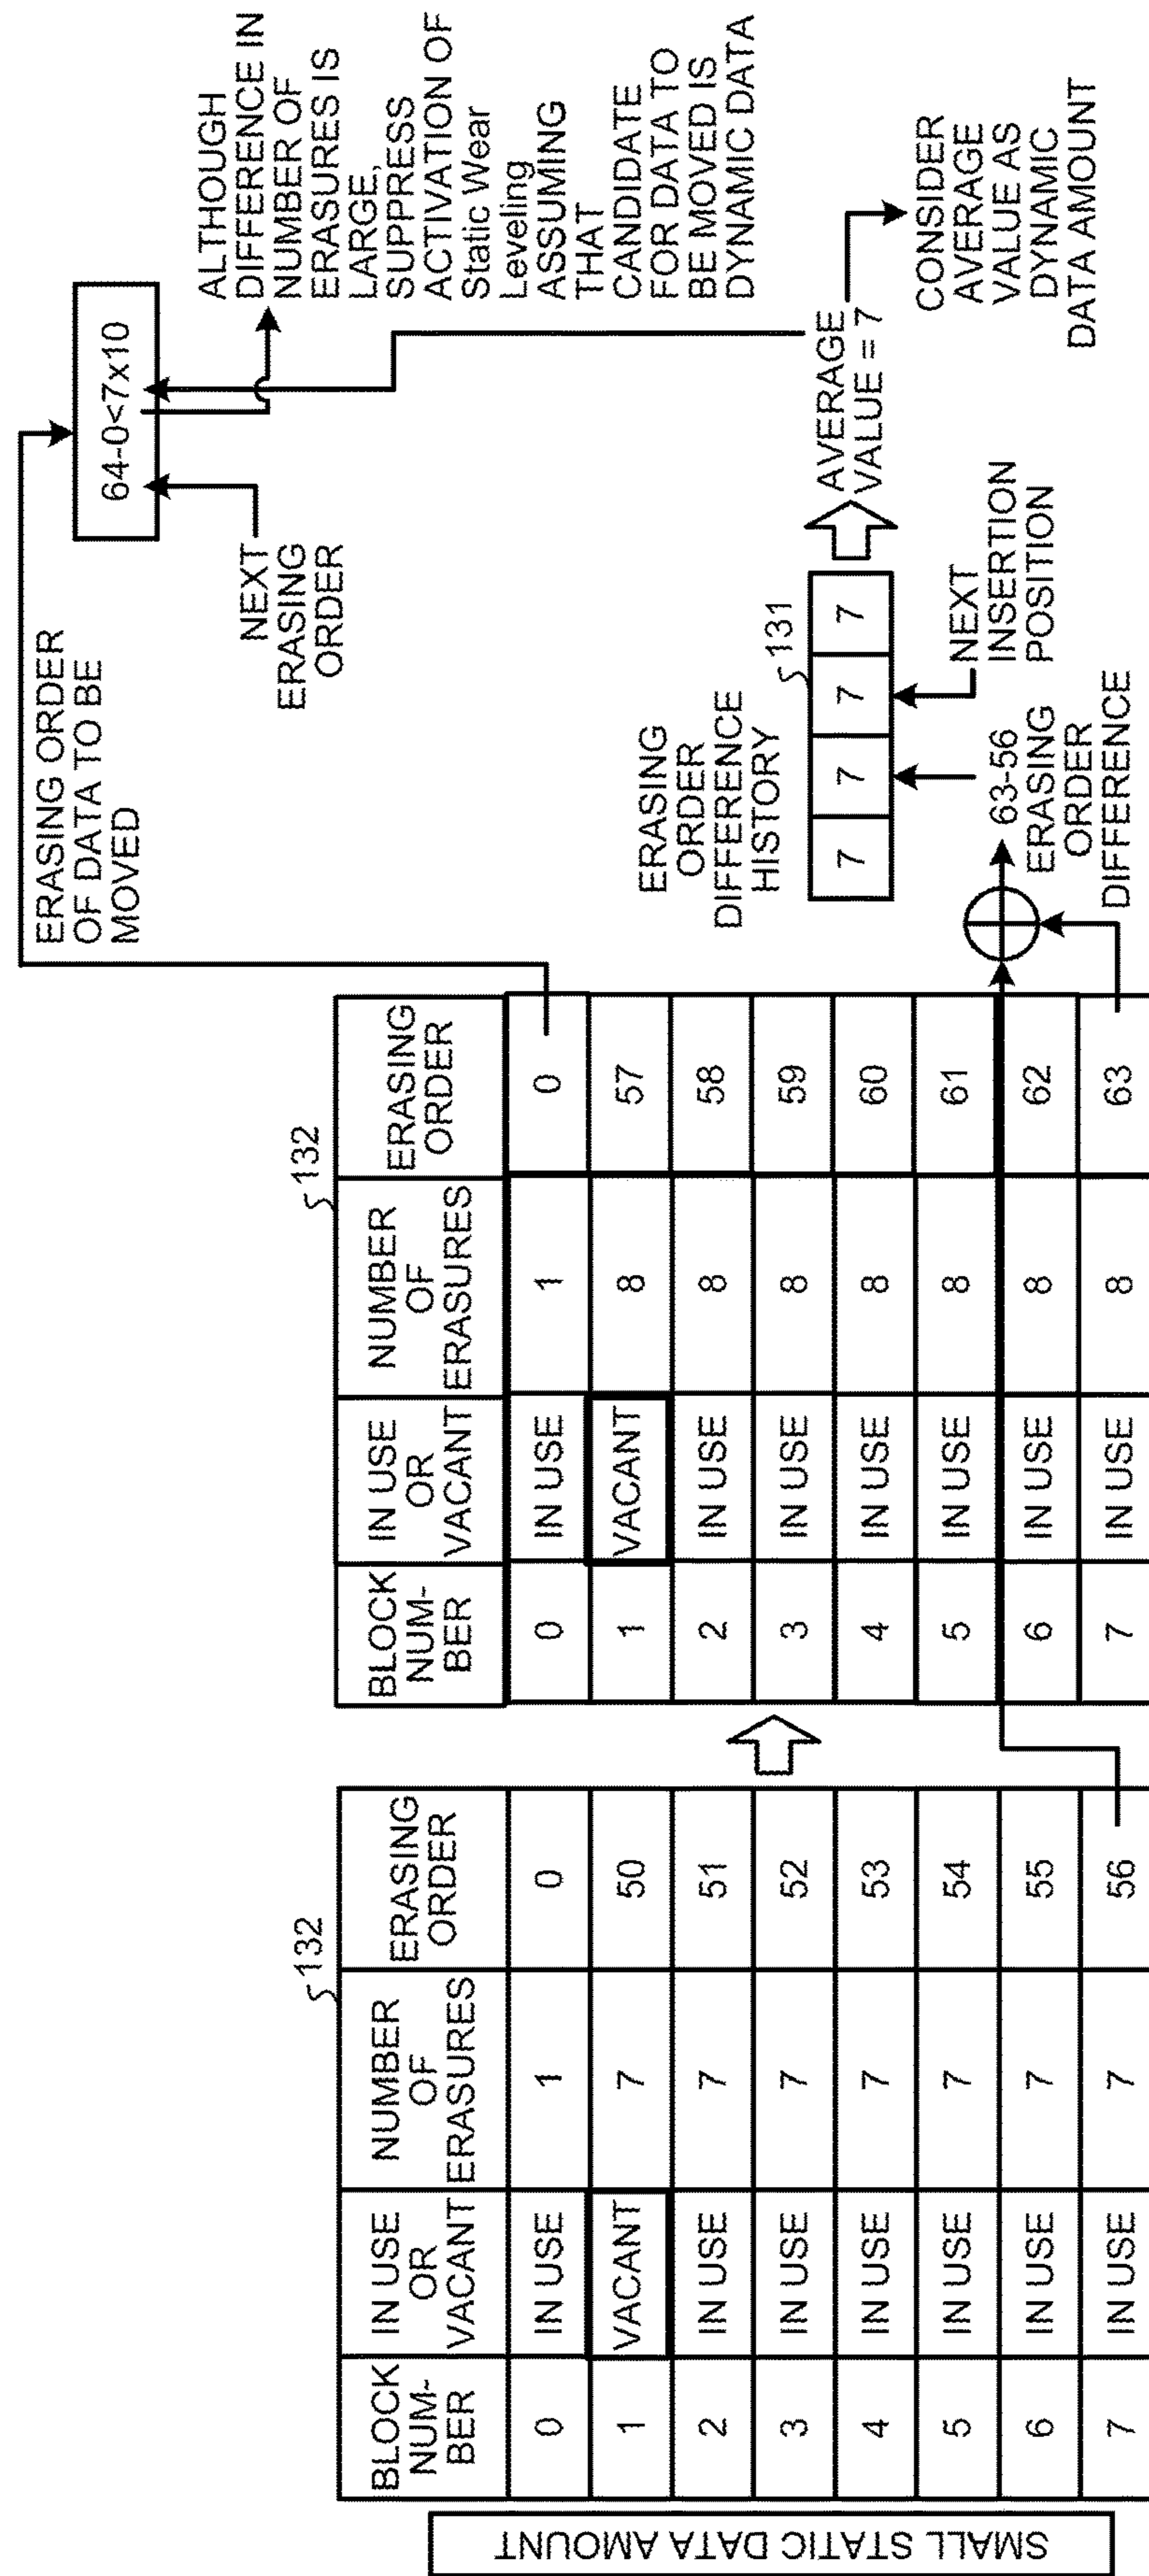 SMALL STATIC DATA AMOUNT
132
BLOCK NUM-BER IN USE OR VACANT NUMBER OF ERASURES ERASING ORDER
0 IN USE 1 0
1 VACANT 7 50
2 IN USE 7 51
3 IN USE 7 52
4 IN USE 7 53
5 IN USE 7 54
6 IN USE 7 55
7 IN USE 7 56
132
BLOCK NUM-BER IN USE OR VACANT NUMBER OF ERASURES ERASING ORDER
0 IN USE 1 0
1 VACANT 8 57
2 IN USE 8 58
3 IN USE 8 59
4 IN USE 8 60
5 IN USE 8 61
6 IN USE 8 62
7 IN USE 8 63
ERASING ORDER
OF DATA TO BE
MOVED
NEXT
ERASING
ORDER
64-0<7x10
ALTHOUGH
DIFFERENCE IN
NUMBER OF
ERASURES IS
LARGE,
SUPPRESS
ACTIVATION OF
Static Wear
Leveling
ASSUMING
THAT
CANDIDATE
FOR DATA TO
BE MOVED IS
DYNAMIC DATA
ERASING
ORDER
DIFFERENCE
HISTORY
131
7 7 7 7
63-56
ERASING
ORDER
DIFFERENCE
NEXT
INSERTION
POSITION
AVERAGE
VALUE = 7
CONSIDER
AVERAGE
VALUE AS
DYNAMIC
DATA AMOUNT